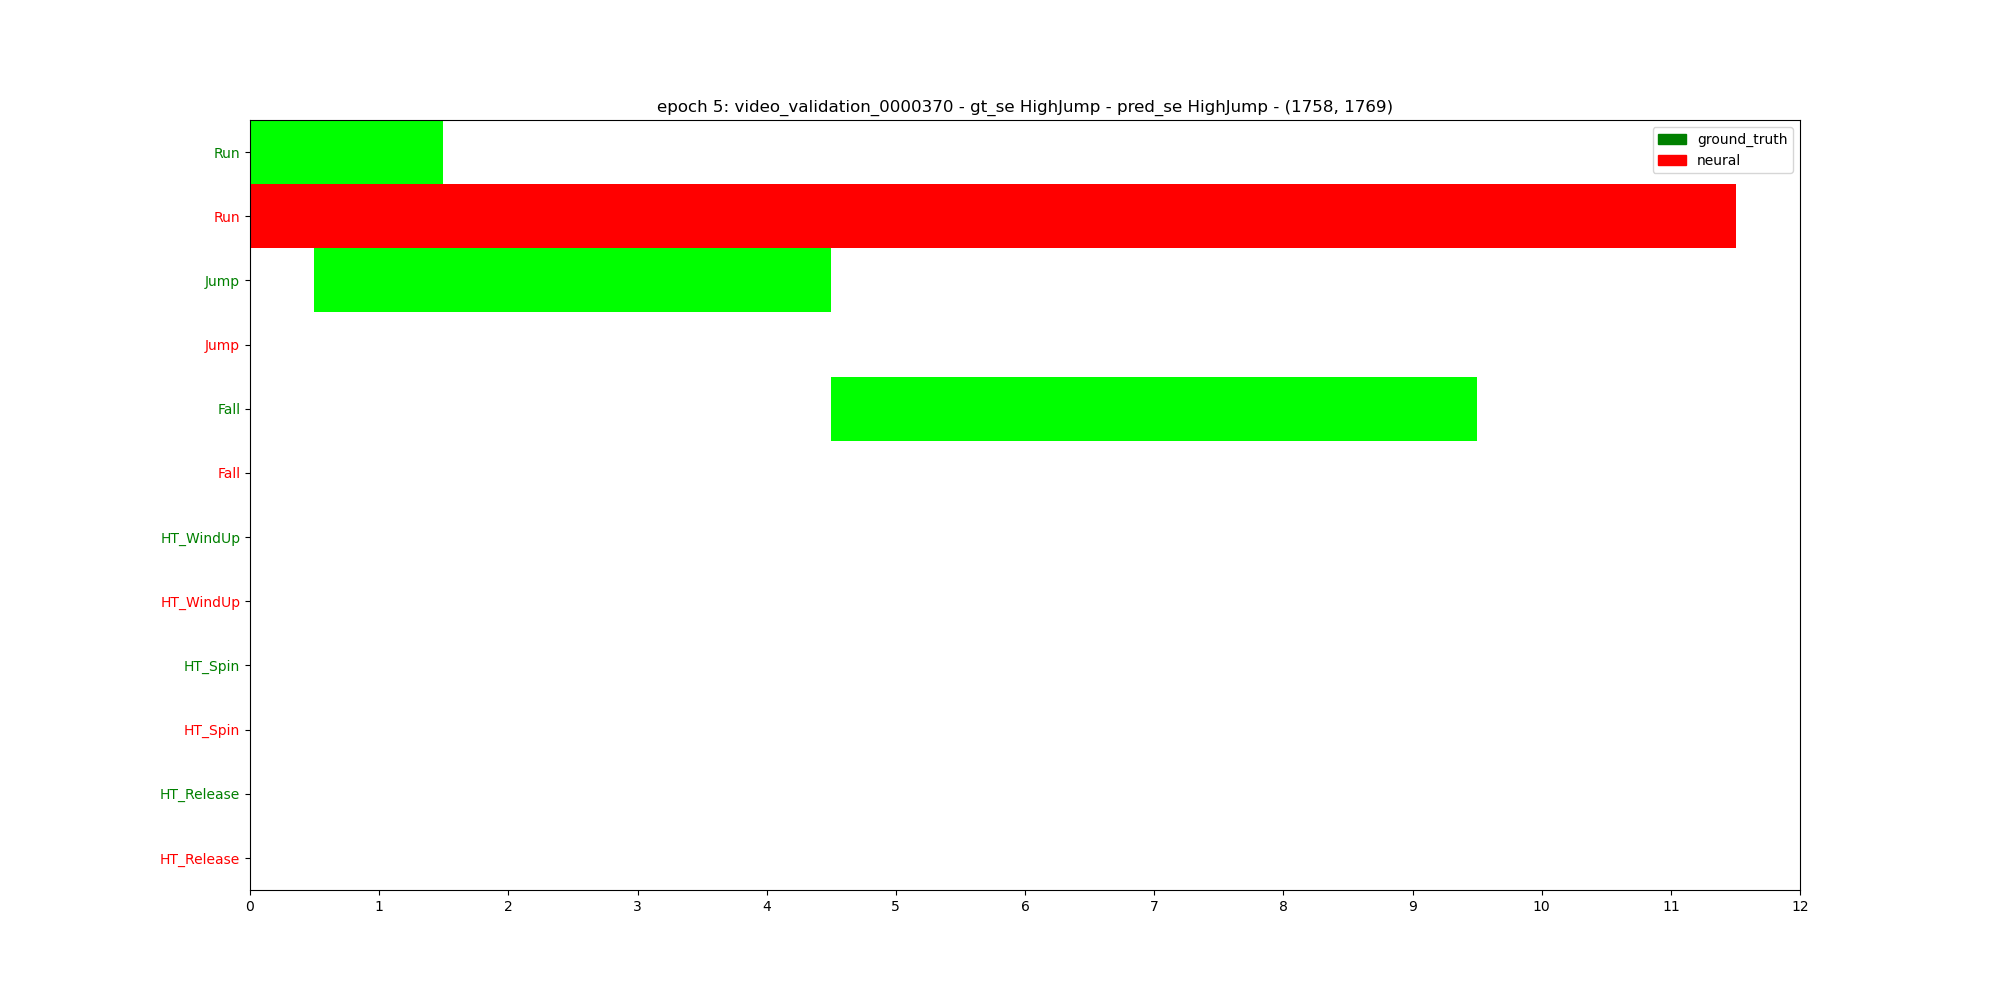 epoch 5: video_validation_0000370 - gt_se HighJump - pred_se HighJump - (1758, 1769)
ground_truth
neural
Run
Run
Jump
Jump
Fall
Fall
HT_WindUp
HT_WindUp
HT_Spin
HT_Spin
HT_Release
HT_Release
0 1 2 3 4 5 6 7 8 9 10 11 12